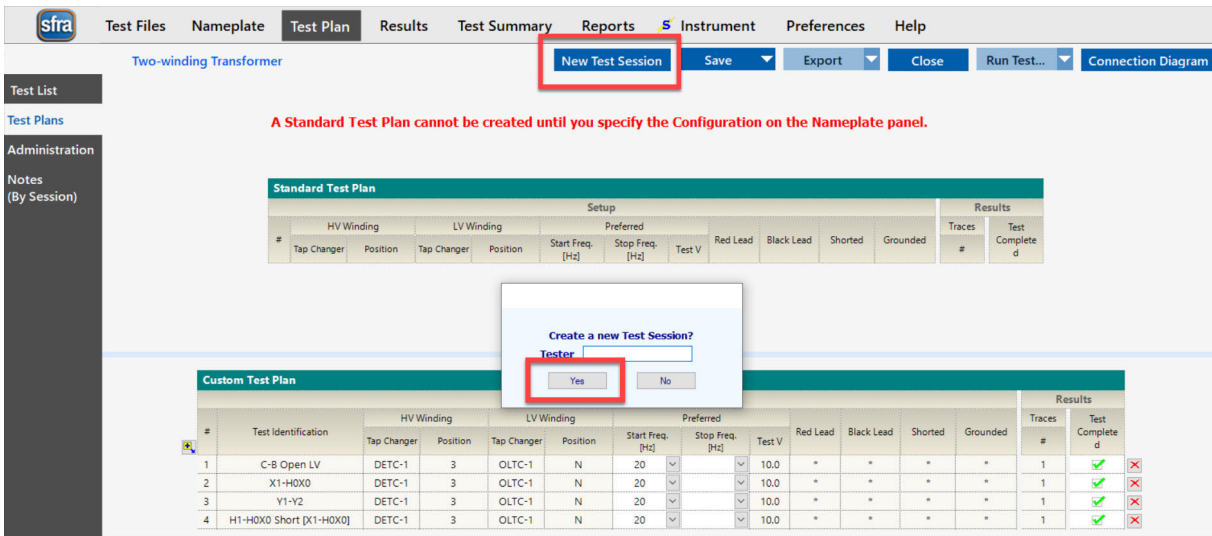 sfra Test Files Nameplate Test Plan Results Test Summary Reports S Instrument Preferences Help
Two-winding Transformer New Test Session Save Export Close Run Test... Connection Diagram
Test List
Test Plans
Administration
Notes
(By Session)
A Standard Test Plan cannot be created until you specify the Configuration on the Nameplate panel.
Standard Test Plan
Setup Results
# HV Winding LV Winding Preferred Red Lead Black Lead Shorted Grounded Traces Test
Tap Changer Position Tap Changer Position Start Freq. Stop Freq. Test V # Complete
[Hz] [Hz] d
Create a new Test Session?
Tester
Yes No
Custom Test Plan
Results
# Test Identification HV Winding LV Winding Preferred Red Lead Black Lead Shorted Grounded Traces Test
Tap Changer Position Tap Changer Position Start Freq. Stop Freq. Test V # Complete
[Hz] [Hz] d
1 C-B Open LV DETC-1 3 OLTC-1 N 20 10.0 * * * * 1
2 X1-H0X0 DETC-1 3 OLTC-1 N 20 10.0 * * * * 1
3 Y1-Y2 DETC-1 3 OLTC-1 N 20 10.0 * * * * 1
4 H1-H0X0 Short [X1-H0X0] DETC-1 3 OLTC-1 N 20 10.0 * * * * 1